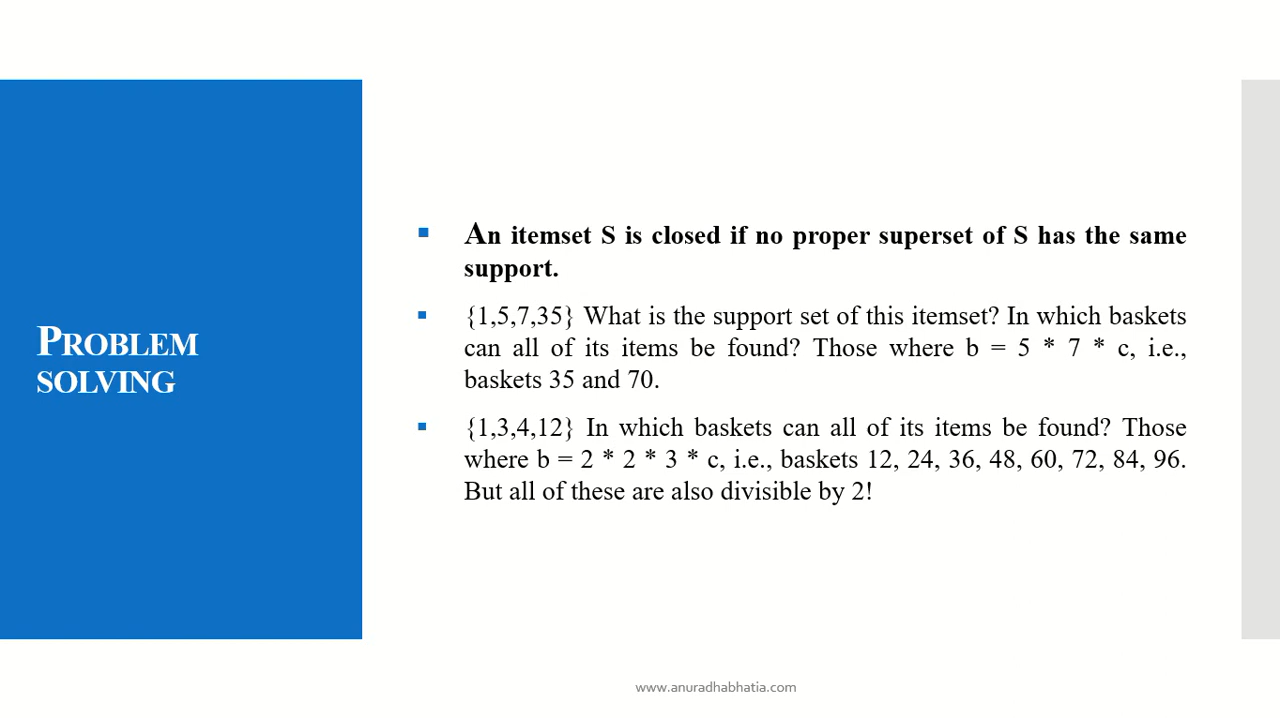 PROBLEM
SOLVING
An itemset S is closed if no proper superset of S has the same
support.
{1,5,7,35} What is the support set of this itemset? In which baskets
can all of its items be found? Those where b = 5 * 7 * c, i.e.,
baskets 35 and 70.
{1,3,4,12} In which baskets can all of its items be found? Those
where b = 2 * 2 * 3 * c, i.e., baskets 12, 24, 36, 48, 60, 72, 84, 96.
But all of these are also divisible by 2!
www.anuradhabhatia.com